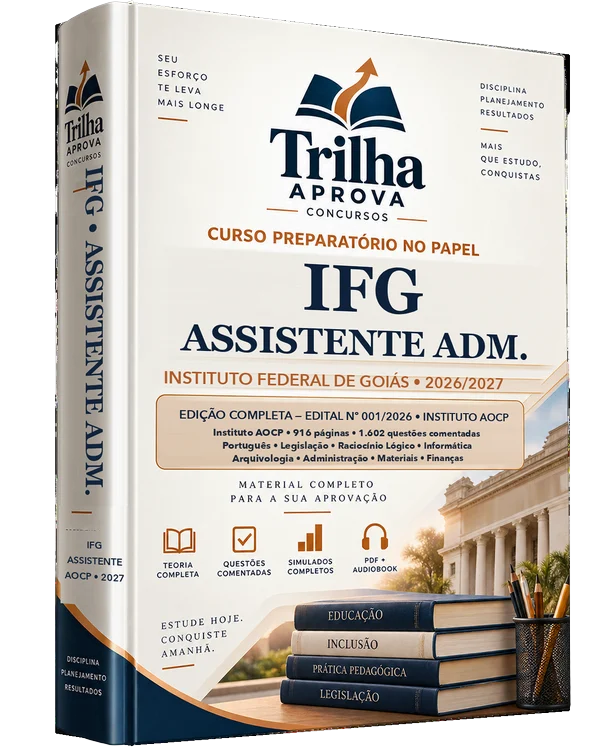 SEU
ESFORÇO
TE LEVA
MAIS LONGE
DISCIPLINA
PLANEJAMENTO
RESULTADOS
MAIS
QUE ESTUDO,
CONQUISTAS
Trilha
APROVA
CONCURSOS
CURSO PREPARATÓRIO NO PAPEL
IFG
ASSISTENTE ADM.
INSTITUTO FEDERAL DE GOIÁS • 2026/2027
EDIÇÃO COMPLETA – EDITAL Nº 001/2026 • INSTITUTO AOCP
Instituto AOCP • 916 páginas • 1.602 questões comentadas
Português • Legislação • Raciocínio Lógico • Informática
Arquivologia • Administração • Materiais • Finanças
MATERIAL COMPLETO
PARA A SUA APROVAÇÃO
TEORIA
COMPLETA
QUESTÕES
COMENTADAS
SIMULADOS
COMPLETOS
PDF +
AUDIOBOOK
ESTUDE HOJE.
CONQUISTE
AMANHÃ.
EDUCAÇÃO
INCLUSÃO
PRÁTICA PEDAGÓGICA
LEGISLAÇÃO
Trilha
APROVA
CONCURSOS
IFG • ASSISTENTE ADM.
IFG
ASSISTENTE
AOCP • 2027
DISCIPLINA
PLANEJAMENTO
RESULTADOS